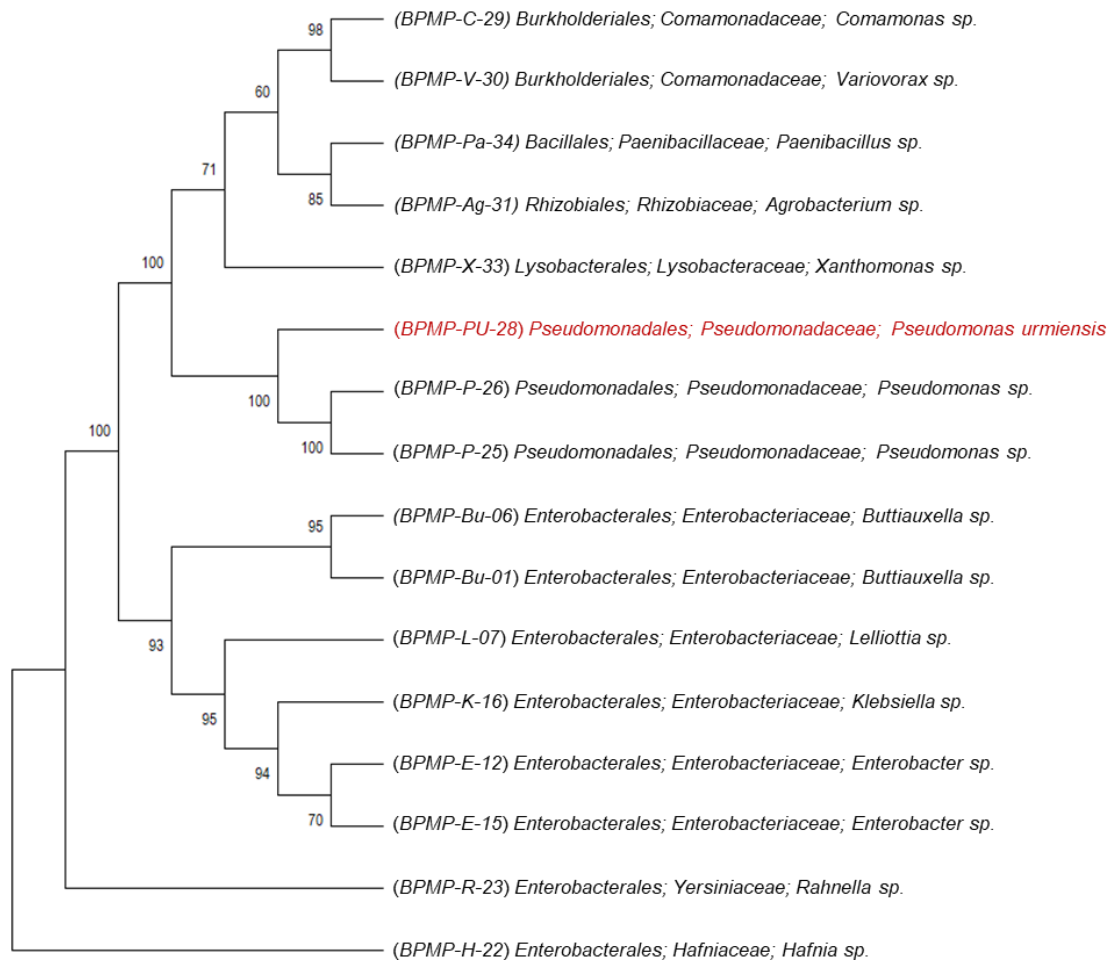 98
(BPMP-C-29) Burkholderiales; Comamonadaceae; Comamonas sp.
(BPMP-V-30) Burkholderiales; Comamonadaceae; Variovorax sp.
60
(BPMP-Pa-34) Bacillales; Paenibacillaceae; Paenibacillus sp.
71
85
(BPMP-Ag-31) Rhizobiales; Rhizobiaceae; Agrobacterium sp.
100
(BPMP-X-33) Lysobacterales; Lysobacteraceae; Xanthomonas sp.
(BPMP-PU-28) Pseudomonadales; Pseudomonadaceae; Pseudomonas urmiensis
100
(BPMP-P-26) Pseudomonadales; Pseudomonadaceae; Pseudomonas sp.
100
100
(BPMP-P-25) Pseudomonadales; Pseudomonadaceae; Pseudomonas sp.
95
(BPMP-Bu-06) Enterobacterales; Enterobacteriaceae; Buttiauxella sp.
(BPMP-Bu-01) Enterobacterales; Enterobacteriaceae; Buttiauxella sp.
93
(BPMP-L-07) Enterobacterales; Enterobacteriaceae; Lelliottia sp.
95
(BPMP-K-16) Enterobacterales; Enterobacteriaceae; Klebsiella sp.
94
(BPMP-E-12) Enterobacterales; Enterobacteriaceae; Enterobacter sp.
70
(BPMP-E-15) Enterobacterales; Enterobacteriaceae; Enterobacter sp.
(BPMP-R-23) Enterobacterales; Yersiniaceae; Rahnella sp.
(BPMP-H-22) Enterobacterales; Hafniaceae; Hafnia sp.